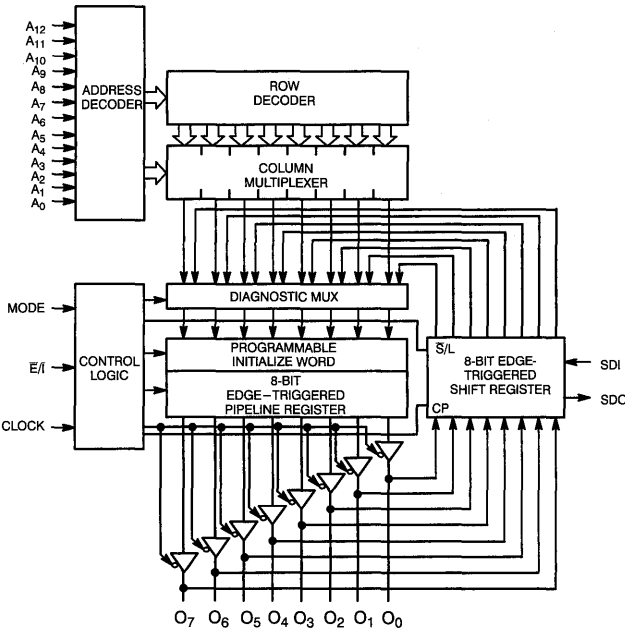 A12
A11
A10
A9
A8
A7
A6
A5
A4
A3
A2
A1
A0
ADDRESS
DECODER
ROW
DECODER
COLUMN
MULTIPLEXER
DIAGNOSTIC MUX
MODE
E̅/I̅
CLOCK
CONTROL
LOGIC
PROGRAMMABLE
INITIALIZE WORD
8-BIT
EDGE-TRIGGERED
PIPELINE REGISTER
S̅/L
8-BIT EDGE-
TRIGGERED
SHIFT REGISTER
CP
SDI
SDO
O7 O6 O5 O4 O3 O2 O1 O0